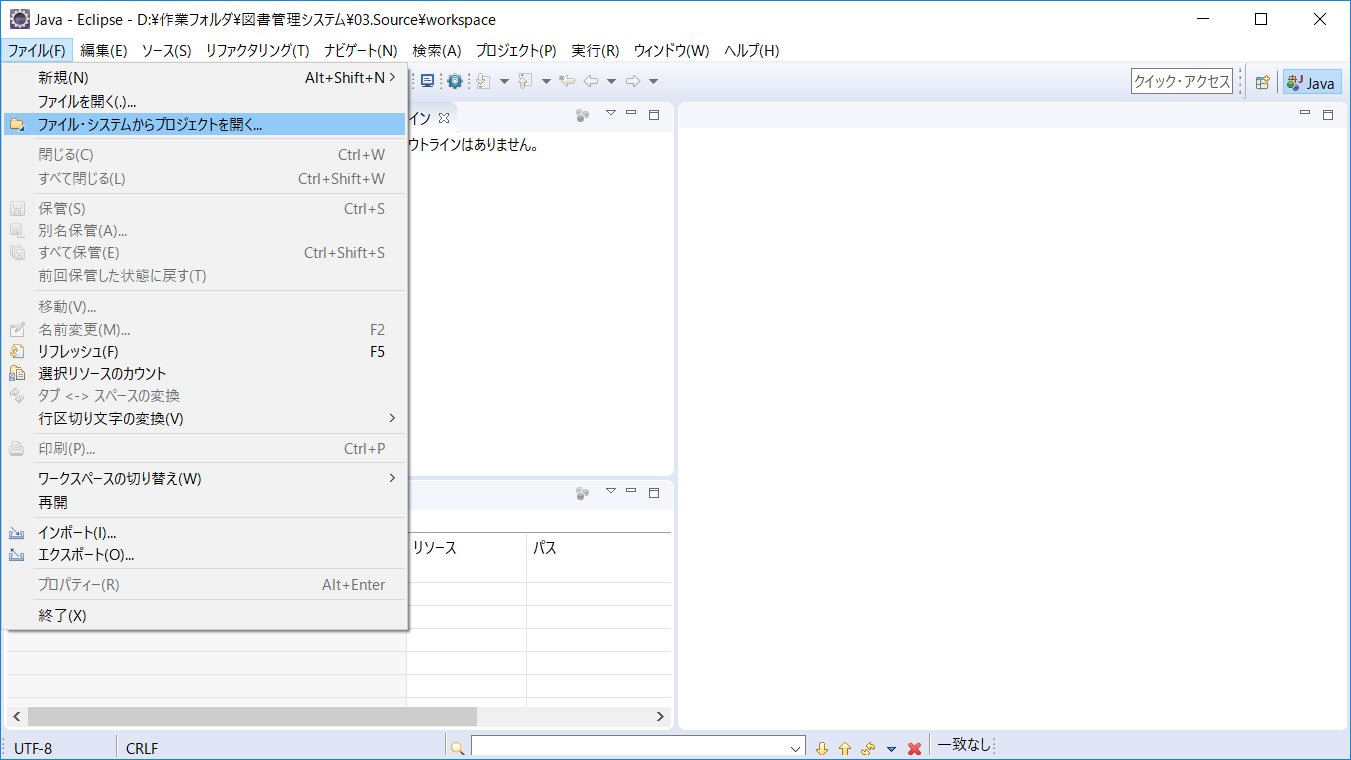 Java - Eclipse - D:¥作業フォルダ¥図書管理システム¥03.Source¥workspace
ファイル(F) 編集(E) ソース(S) リファクタリング(T) ナビゲート(N) 検索(A) プロジェクト(P) 実行(R) ウィンドウ(W) ヘルプ(H)
クイック・アクセス Java
新規(N) Alt+Shift+N
ファイルを開く(.)...
ファイル・システムからプロジェクトを開く...
閉じる(C) Ctrl+W
すべて閉じる(L) Ctrl+Shift+W
保管(S) Ctrl+S
別名保管(A)...
すべて保管(E) Ctrl+Shift+S
前回保管した状態に戻す(T)
移動(V)...
名前変更(M)... F2
リフレッシュ(F) F5
選択リソースのカウント
タブ <-> スペースの変換
行区切り文字の変換(V)
印刷(P)... Ctrl+P
ワークスペースの切り替え(W)
再開
インポート(I)...
エクスポート(O)...
プロパティー(R) Alt+Enter
終了(X)
イン
ウトラインはありません。
リソース パス
UTF-8 CRLF 一致なし